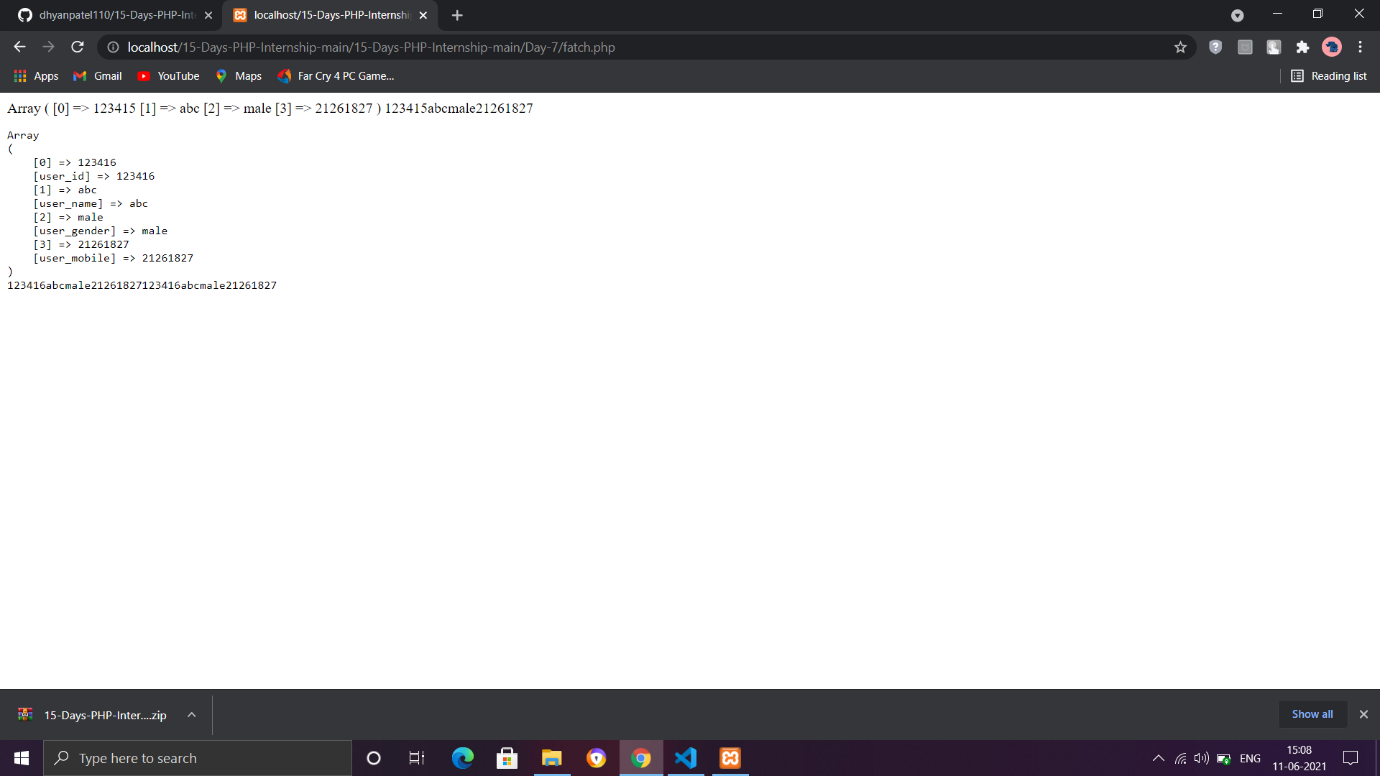 dhyanpatel110/15-Days-PHP-Int
localhost/15-Days-PHP-Internshi
localhost/15-Days-PHP-Internship-main/15-Days-PHP-Internship-main/Day-7/fatch.php
Apps
Gmail
YouTube
Maps
Far Cry 4 PC Game...
Reading list
Array ( [0] => 123415 [1] => abc [2] => male [3] => 21261827 ) 123415abcmale21261827
Array
(
    [0] => 123416
    [user_id] => 123416
    [1] => abc
    [user_name] => abc
    [2] => male
    [user_gender] => male
    [3] => 21261827
    [user_mobile] => 21261827
)
123416abcmale21261827123416abcmale21261827
15-Days-PHP-Inter....zip
Show all
Type here to search
ENG
15:08
11-06-2021